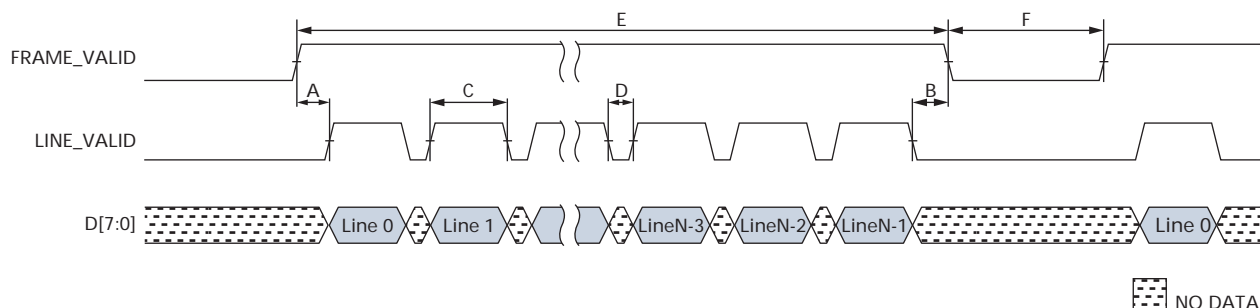 E
F
FRAME_VALID
A
C
D
B
LINE_VALID
D[7:0]
Line 0
Line 1
LineN-3
LineN-2
LineN-1
Line 0
NO DATA